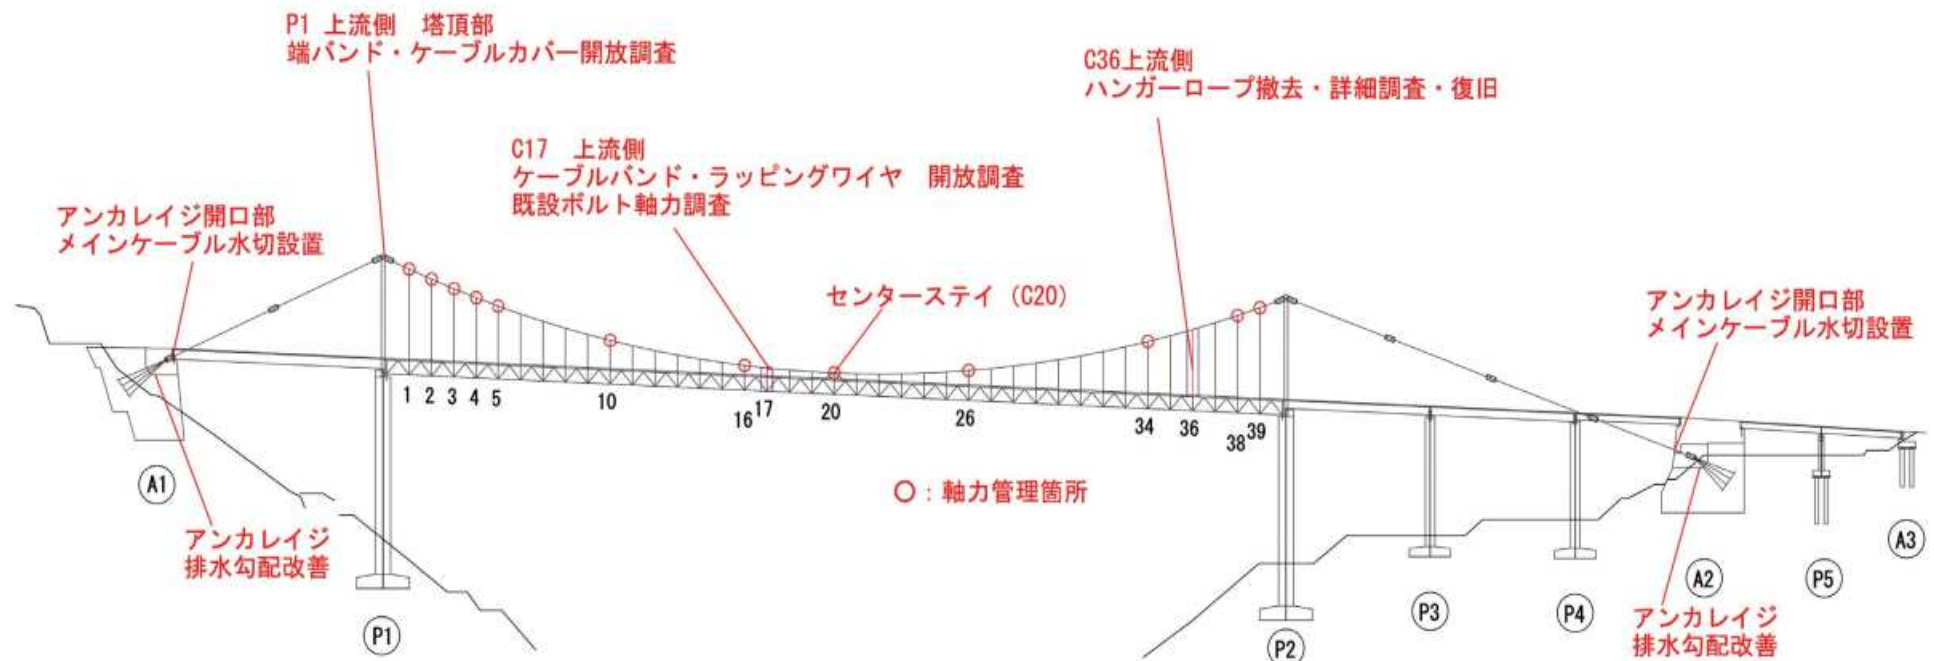 P1 上流側　塔頂部
端バンド・ケーブルカバー開放調査
C36上流側
ハンガーロープ撤去・詳細調査・復旧
C17　上流側
ケーブルバンド・ラッピングワイヤ　開放調査
既設ボルト軸力調査
アンカレイジ開口部
メインケーブル水切設置
センターステイ（C20）
アンカレイジ開口部
メインケーブル水切設置
1 2 3 4 5 10 16 17 20 26 34 36 38 39
○：軸力管理箇所
A1
アンカレイジ
排水勾配改善
P1
P2
P3
P4
A2
P5
A3
アンカレイジ
排水勾配改善